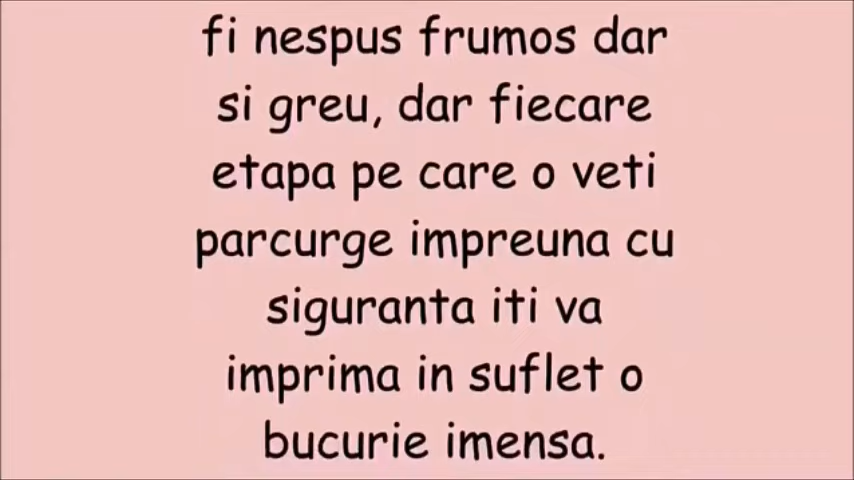 fi nespus frumos dar
si greu, dar fiecare
etapa pe care o veti
parcurge impreuna cu
siguranta iti va
imprima in suflet o
bucurie imensa.